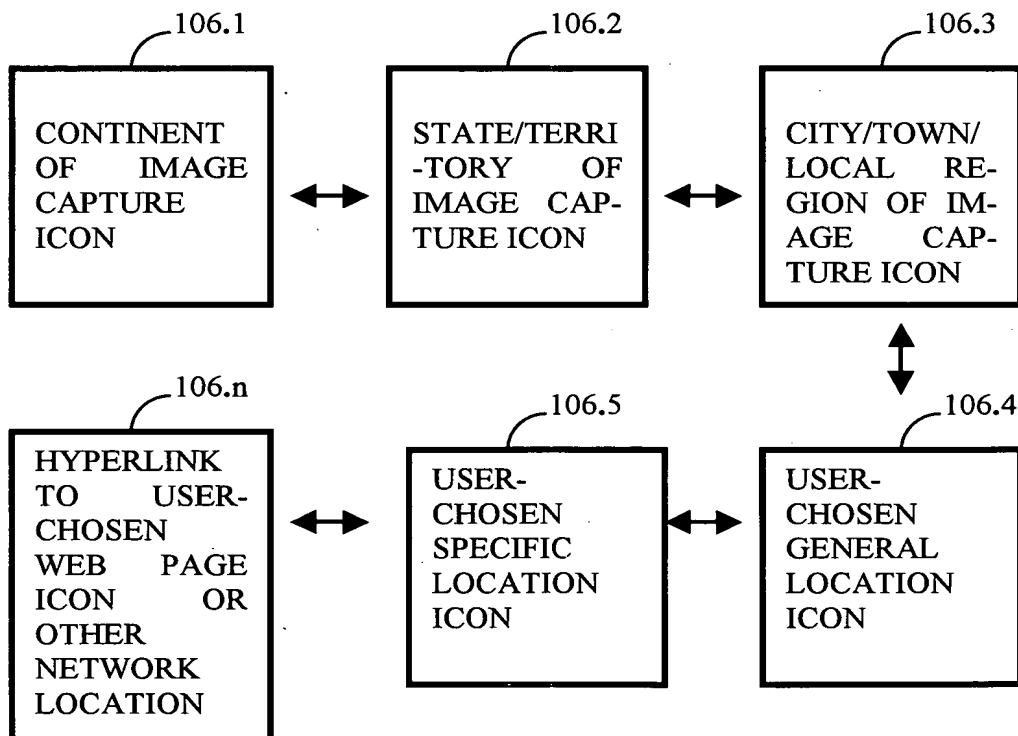 106.1
106.2
106.3
CONTINENT
OF IMAGE
CAPTURE
ICON
STATE/TERRI
-TORY OF
IMAGE CAP-
TURE ICON
CITY/TOWN/
LOCAL RE-
GION OF IM-
AGE CAP-
TURE ICON
106.n
106.5
106.4
HYPERLINK
TO USER-
CHOSEN
WEB PAGE
ICON OR
OTHER
NETWORK
LOCATION
USER-
CHOSEN
SPECIFIC
LOCATION
ICON
USER-
CHOSEN
GENERAL
LOCATION
ICON